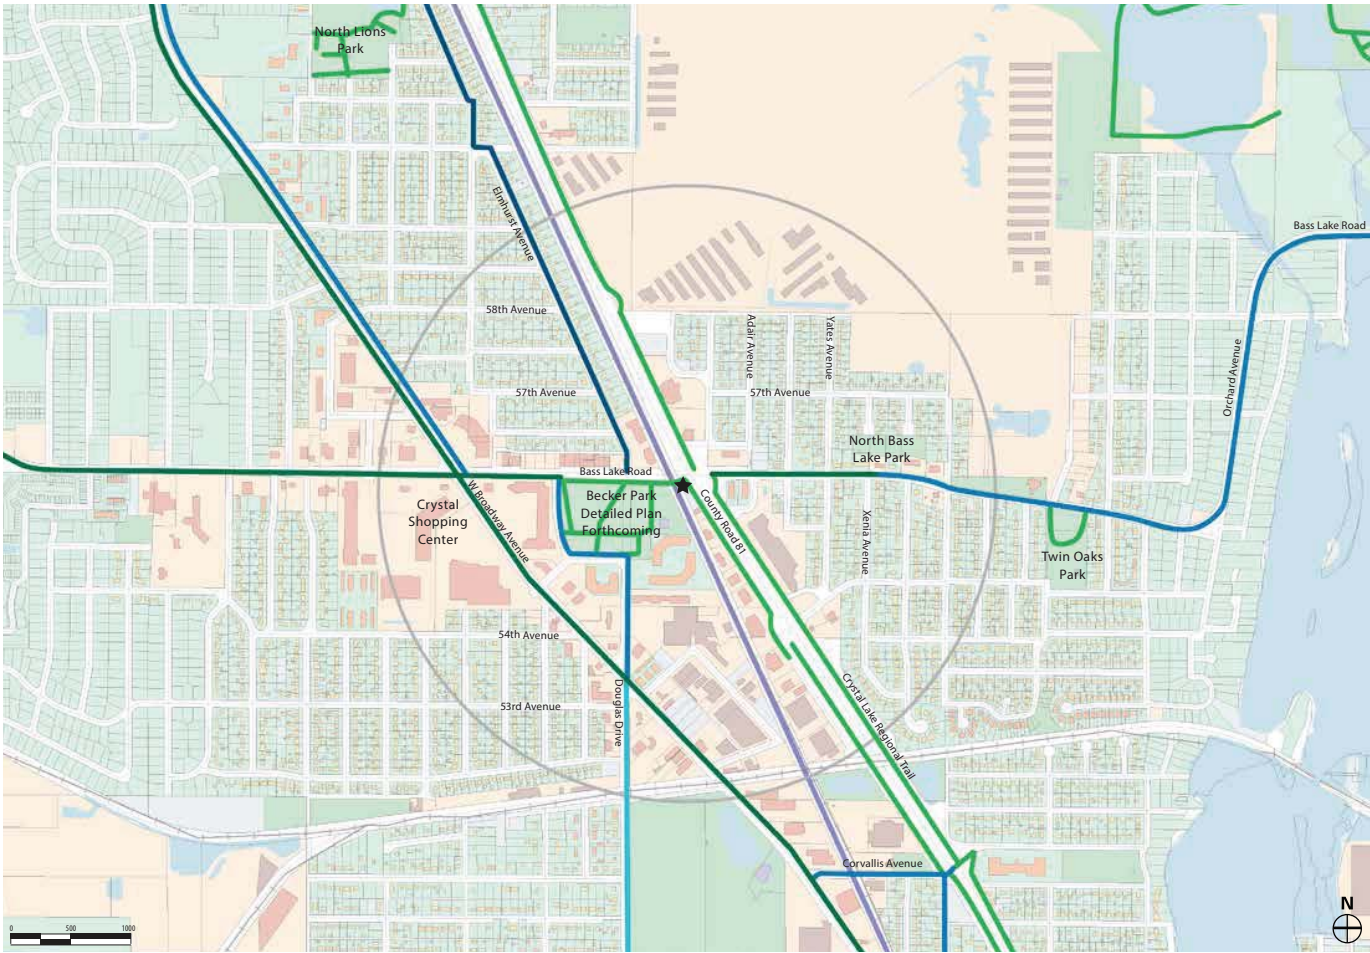 North Lions
Park
Elmhurst Avenue
Bass Lake Road
58th Avenue
Adair Avenue
Yates Avenue
Orchard Avenue
57th Avenue
57th Avenue
North Bass
Lake Park
Bass Lake Road
Becker Park
Detailed Plan
Forthcoming
Crystal
Shopping
Center
W Broadway Avenue
County Road 81
Xenia Avenue
Twin Oaks
Park
54th Avenue
53rd Avenue
Douglas Drive
Crystal Lake Regional Trail
Corvallis Avenue
N
0 500 1000